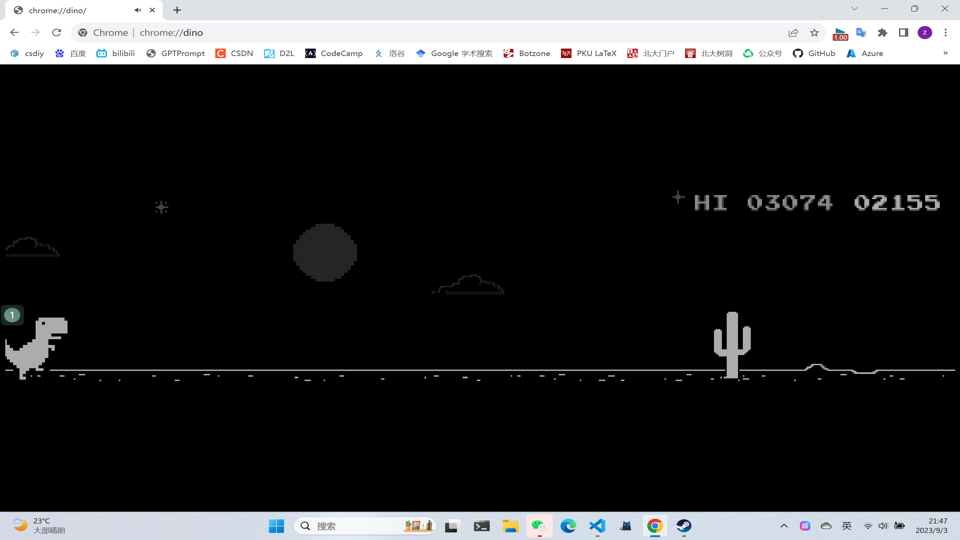 chrome://dino/
Chrome | chrome://dino
1.00
z
csdiy 百度 bilibili GPTPrompt CSDN D2L CodeCamp 洛谷 Google 学术搜索 Botzone PKU LaTeX 北大门户 北大树洞 公众号 GitHub Azure »
HI 03074 02155
1
23°C
大部晴朗
搜索
英
21:47
2023/9/3